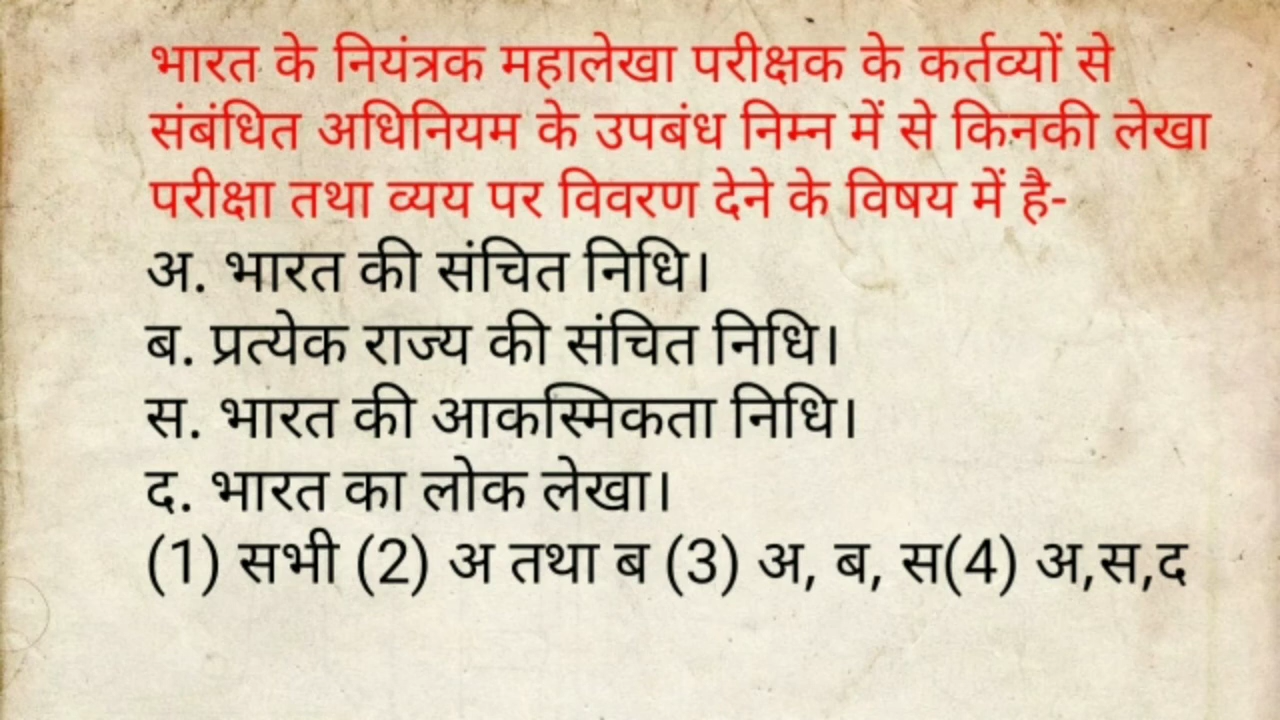 भारत के नियंत्रक महालेखा परीक्षक के कर्तव्यों से
संबंधित अधिनियम के उपबंध निम्न में से किनकी लेखा
परीक्षा तथा व्यय पर विवरण देने के विषय में है-
अ. भारत की संचित निधि।
ब. प्रत्येक राज्य की संचित निधि।
स. भारत की आकस्मिकता निधि।
द. भारत का लोक लेखा।
(1) सभी (2) अ तथा ब (3) अ, ब, स(4) अ,स,द